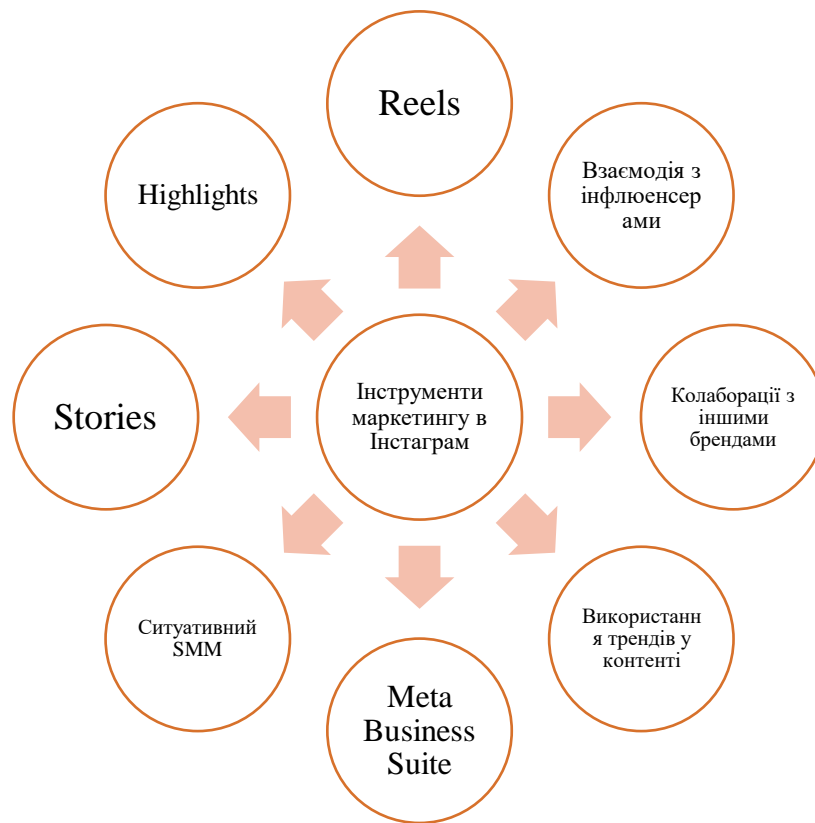 Reels
Highlights
Взаємодія з
інфлюенсер
ами
Stories
Інструменти
маркетингу в
Інстаграм
Колаборації з
іншими
брендами
Ситуативний
SMM
Використанн
я трендів у
контенті
Meta
Business
Suite